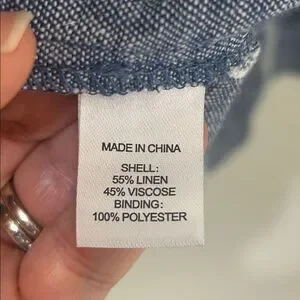 MADE IN CHINA
SHELL:
55% LINEN
45% VISCOSE
BINDING:
100% POLYESTER